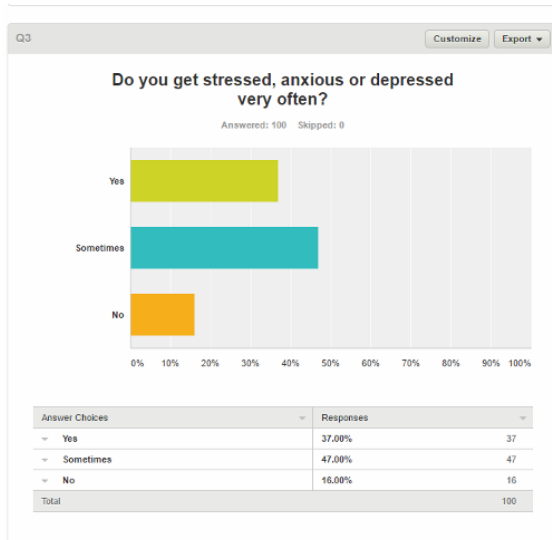 Q3
Customize Export
Do you get stressed, anxious or depressed
very often?
Answered: 100 Skipped: 0
Yes
Sometimes
No
0% 10% 20% 30% 40% 50% 60% 70% 80% 90% 100%
Answer Choices Responses
Yes 37.00% 37
Sometimes 47.00% 47
No 16.00% 16
Total 100